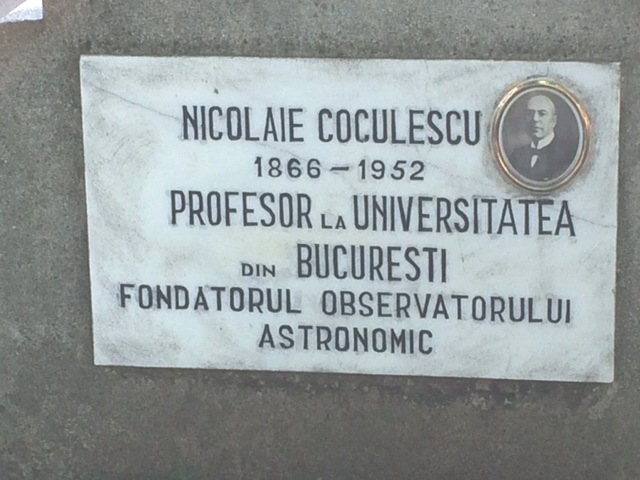 NICOLAIE COCULESCU
1866-1952
PROFESOR LA UNIVERSITATEA
DIN BUCURESTI
FONDATORUL OBSERVATORULUI
ASTRONOMIC